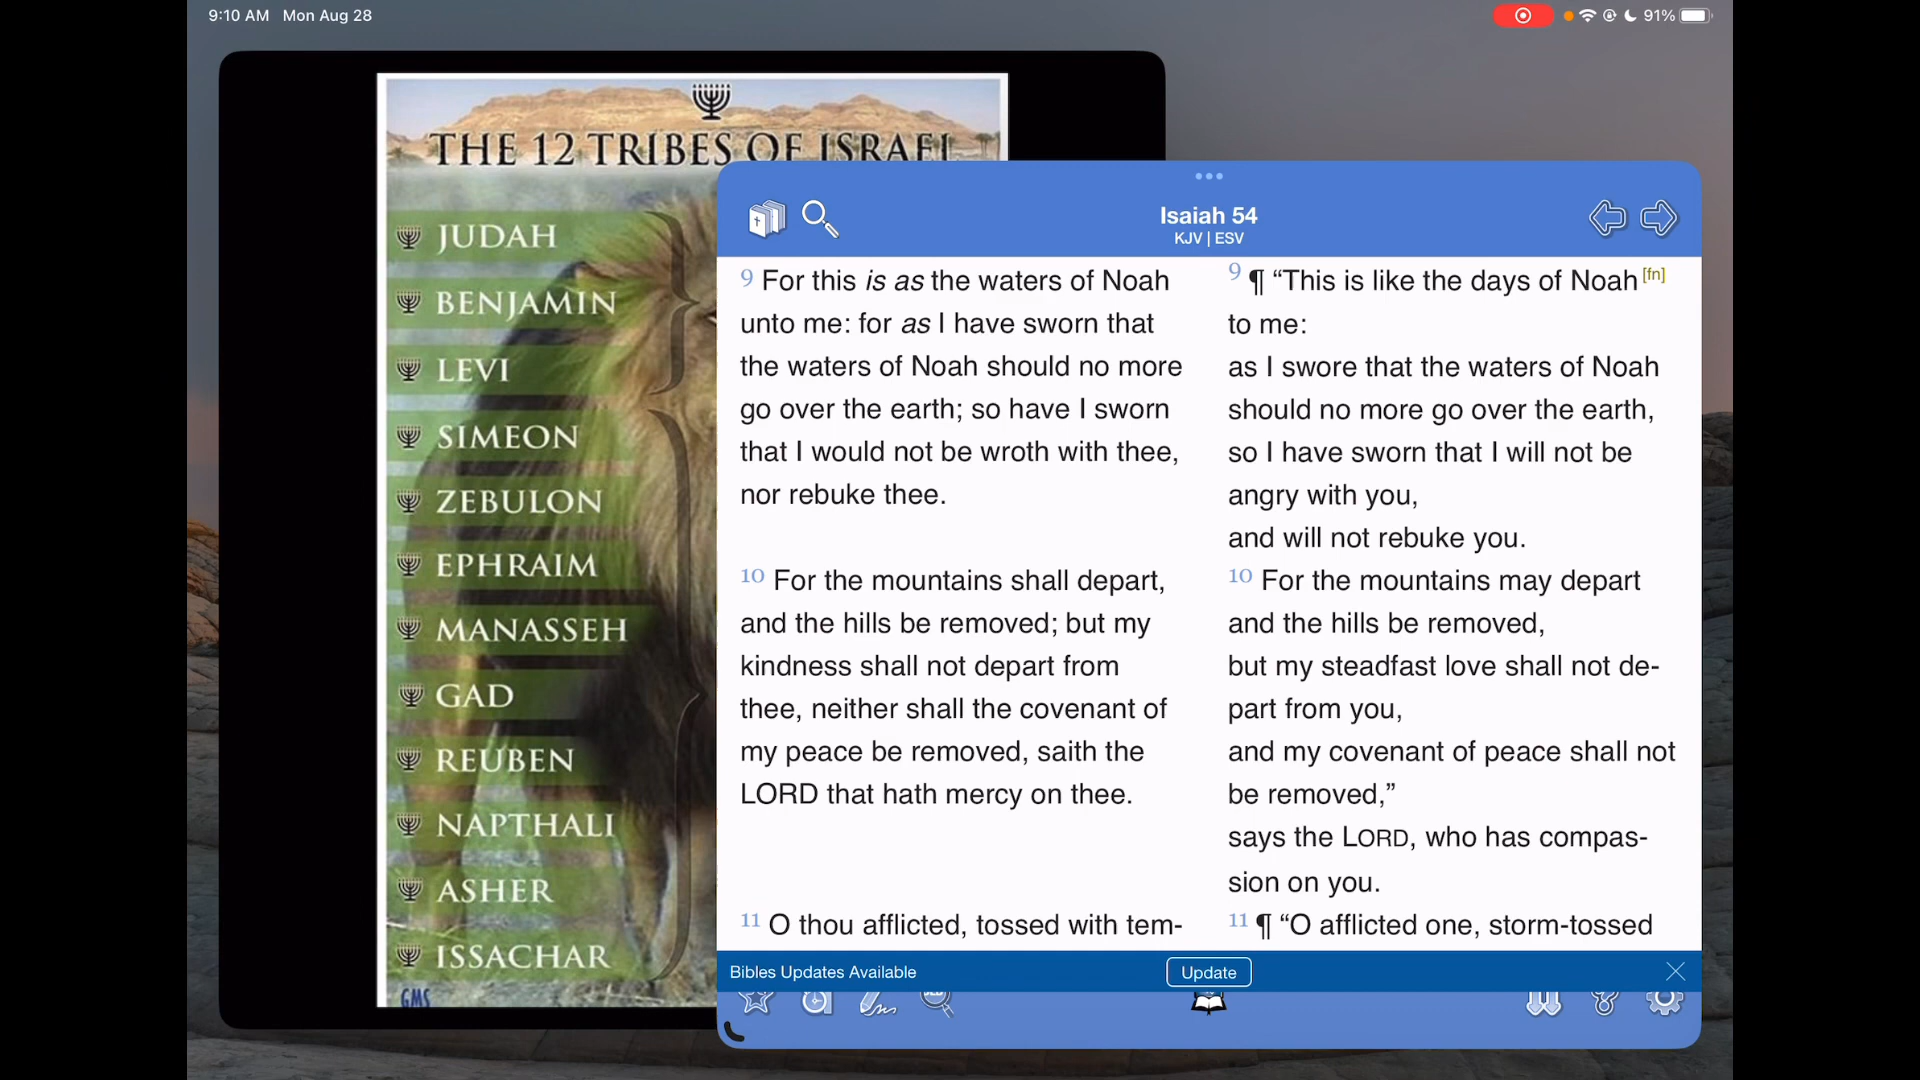 9:10 AM Mon Aug 28
91%
THE 12 TRIBES OF ISRAEL
JUDAH
BENJAMIN
LEVI
SIMEON
ZEBULON
EPHRAIM
MANASSEH
GAD
REUBEN
NAPTHALI
ASHER
ISSACHAR
GMS
Isaiah 54
KJV | ESV
9 For this is as the waters of Noah
unto me: for as I have sworn that
the waters of Noah should no more
go over the earth; so have I sworn
that I would not be wroth with thee,
nor rebuke thee.
10 For the mountains shall depart,
and the hills be removed; but my
kindness shall not depart from
thee, neither shall the covenant of
my peace be removed, saith the
LORD that hath mercy on thee.
11 O thou afflicted, tossed with tem-
9 ¶ “This is like the days of Noah [fn]
to me:
as I swore that the waters of Noah
should no more go over the earth,
so I have sworn that I will not be
angry with you,
and will not rebuke you.
10 For the mountains may depart
and the hills be removed,
but my steadfast love shall not de-
part from you,
and my covenant of peace shall not
be removed,”
says the LORD, who has compas-
sion on you.
11 ¶ “O afflicted one, storm-tossed
Bibles Updates Available
Update